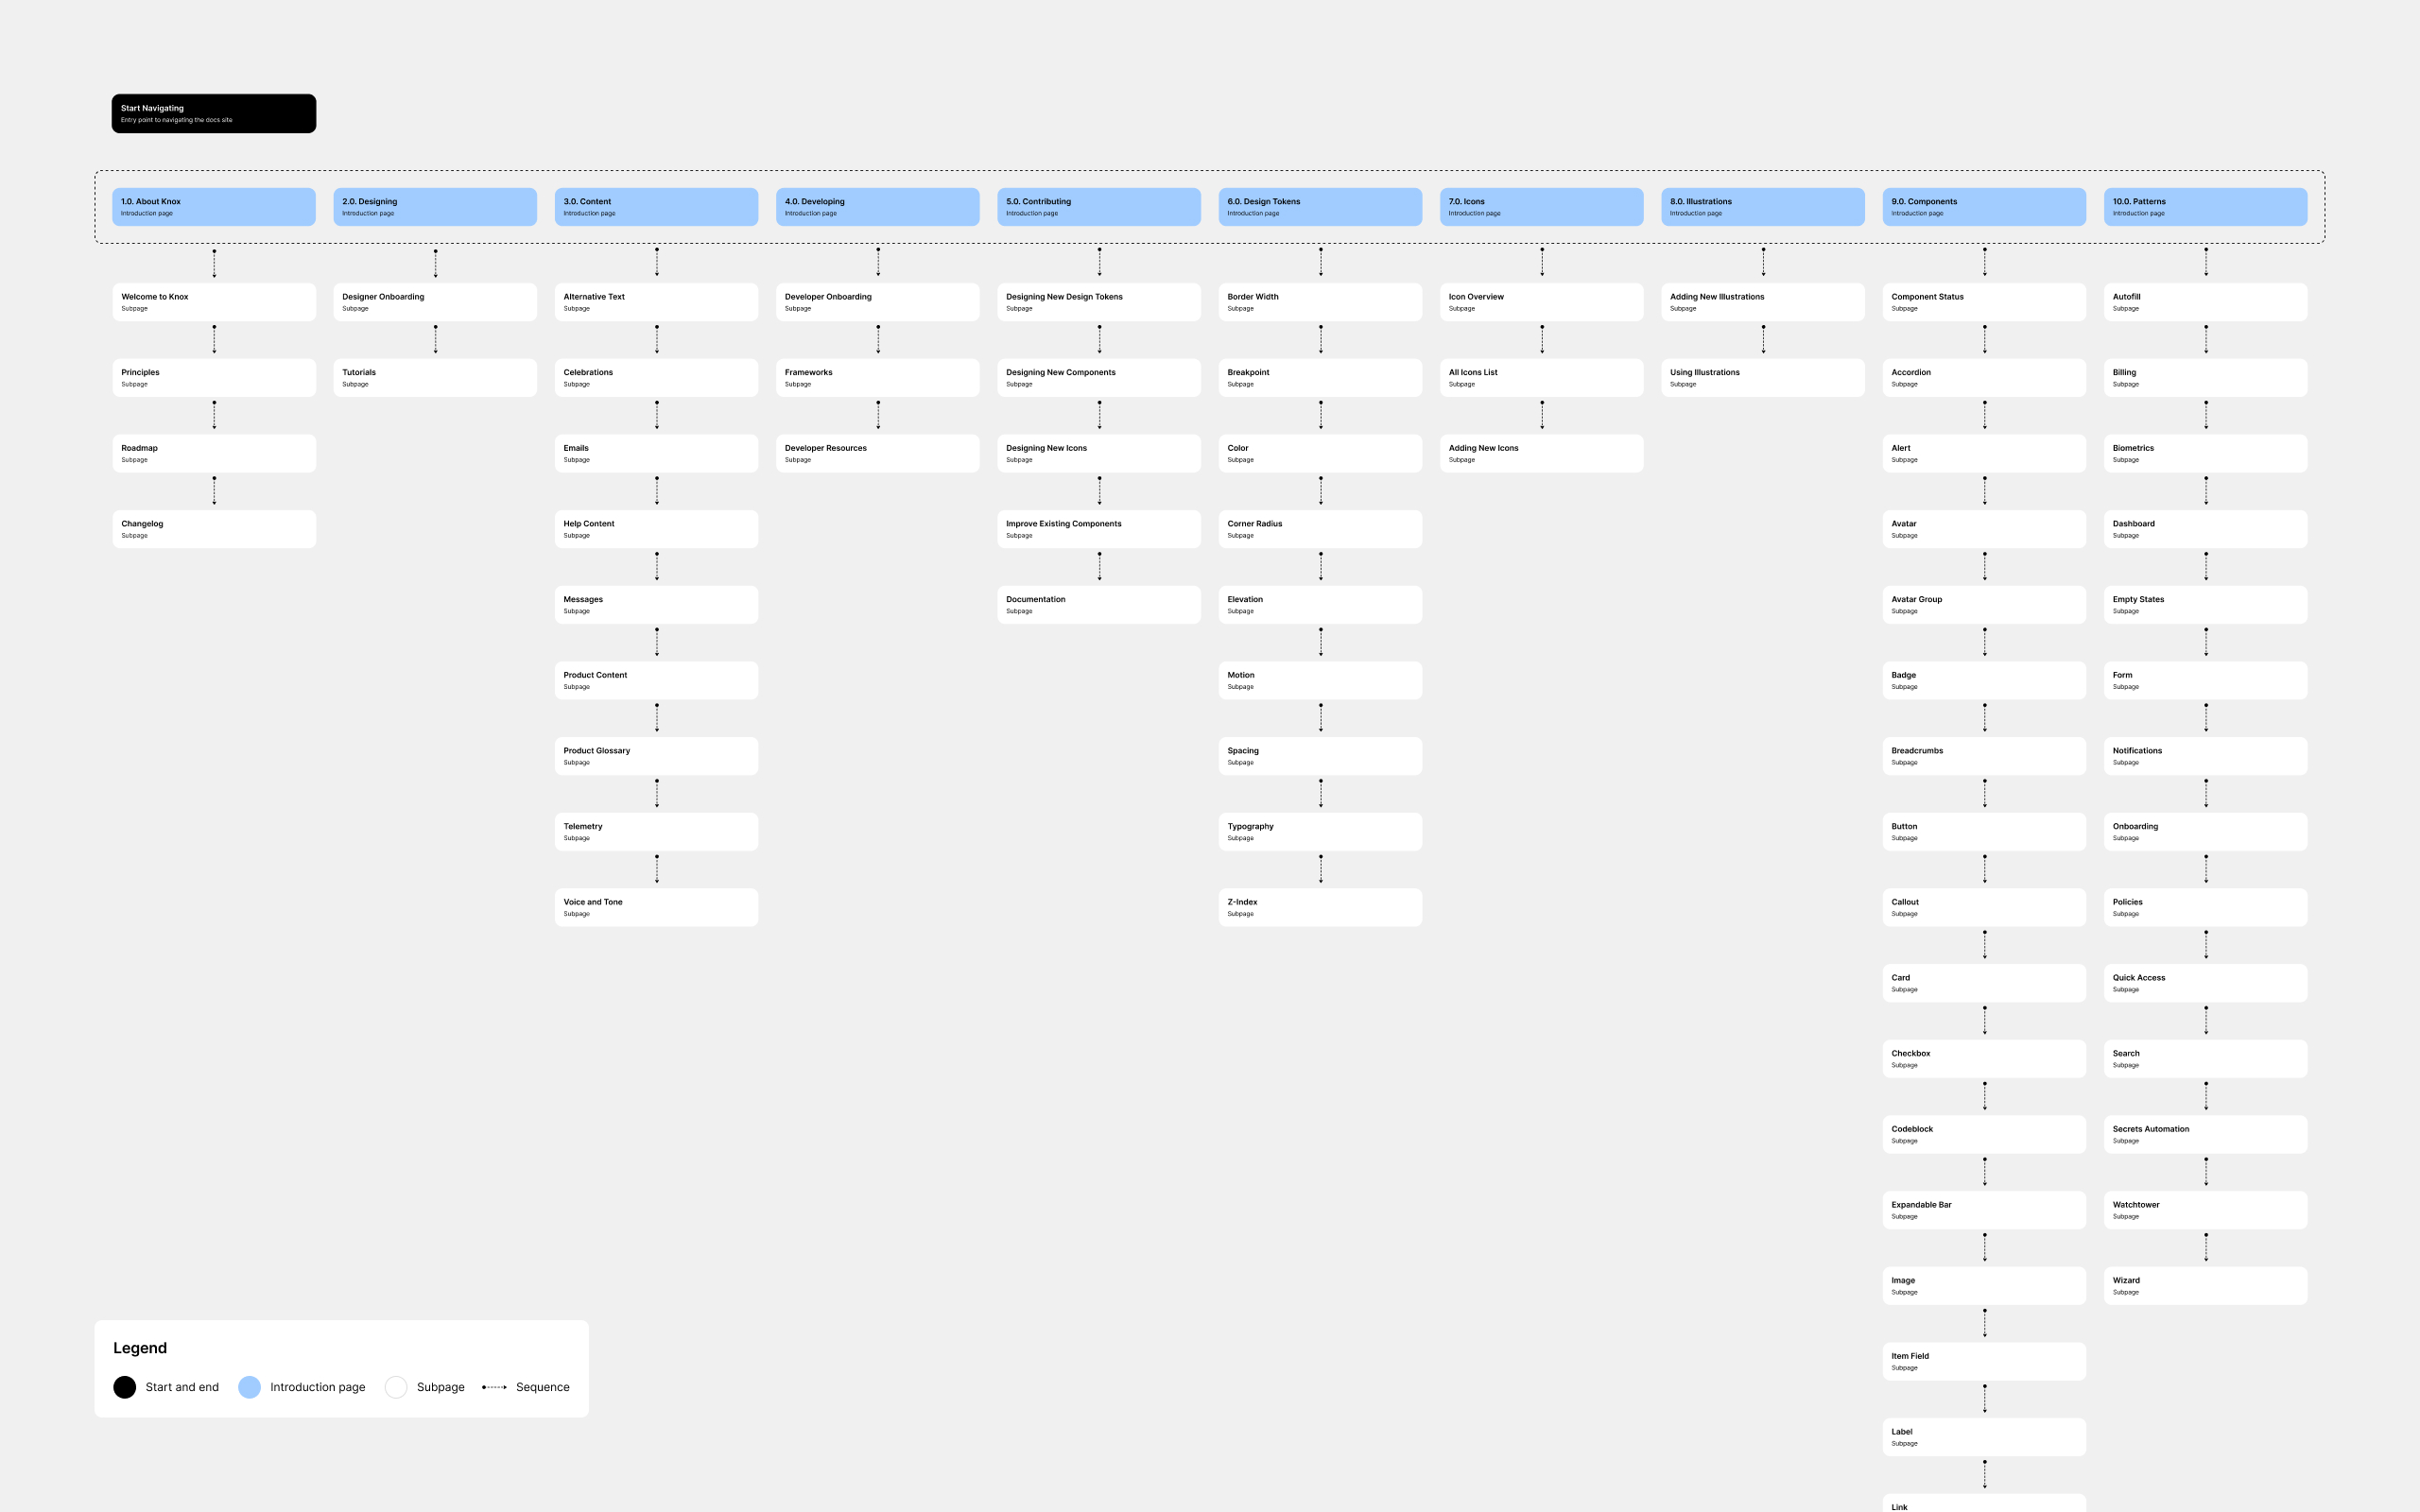 Start Navigating
Entry point to navigating the docs site
1.0. About Knox
Introduction page
Welcome to Knox
Subpage
Principles
Subpage
Roadmap
Subpage
Changelog
Subpage
2.0. Designing
Introduction page
Designer Onboarding
Subpage
Tutorials
Subpage
3.0. Content
Introduction page
Alternative Text
Subpage
Celebrations
Subpage
Emails
Subpage
Help Content
Subpage
Messages
Subpage
Product Content
Subpage
Product Glossary
Subpage
Telemetry
Subpage
Voice and Tone
Subpage
4.0. Developing
Introduction page
Developer Onboarding
Subpage
Frameworks
Subpage
Developer Resources
Subpage
5.0. Contributing
Introduction page
Designing New Design Tokens
Subpage
Designing New Components
Subpage
Designing New Icons
Subpage
Improve Existing Components
Subpage
Documentation
Subpage
6.0. Design Tokens
Introduction page
Border Width
Subpage
Breakpoint
Subpage
Color
Subpage
Corner Radius
Subpage
Elevation
Subpage
Motion
Subpage
Spacing
Subpage
Typography
Subpage
Z-Index
Subpage
7.0. Icons
Introduction page
Icon Overview
Subpage
All Icons List
Subpage
Adding New Icons
Subpage
8.0. Illustrations
Introduction page
Adding New Illustrations
Subpage
Using Illustrations
Subpage
9.0. Components
Introduction page
Component Status
Subpage
Accordion
Subpage
Alert
Subpage
Avatar
Subpage
Avatar Group
Subpage
Badge
Subpage
Breadcrumbs
Subpage
Button
Subpage
Callout
Subpage
Card
Subpage
Checkbox
Subpage
Codeblock
Subpage
Expandable Bar
Subpage
Image
Subpage
Item Field
Subpage
Label
Subpage
Link
10.0. Patterns
Introduction page
Autofill
Subpage
Billing
Subpage
Biometrics
Subpage
Dashboard
Subpage
Empty States
Subpage
Form
Subpage
Notifications
Subpage
Onboarding
Subpage
Policies
Subpage
Quick Access
Subpage
Search
Subpage
Secrets Automation
Subpage
Watchtower
Subpage
Wizard
Subpage
Legend
Start and end
Introduction page
Subpage
Sequence